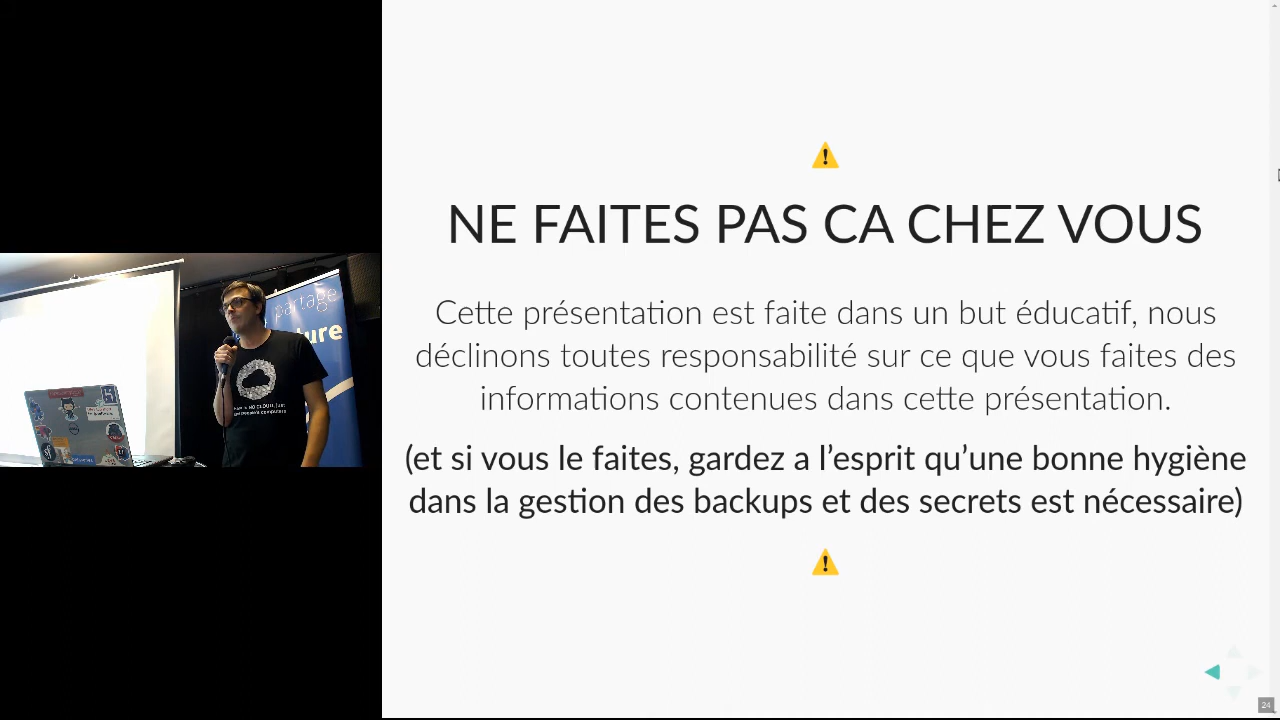 NE FAITES PAS CA CHEZ VOUS
Cette présentation est faite dans un but éducatif, nous
déclinons toutes responsabilité sur ce que vous faites des
informations contenues dans cette présentation.
(et si vous le faites, gardez a l’esprit qu’une bonne hygiène
dans la gestion des backups et des secrets est nécessaire)
partage
24